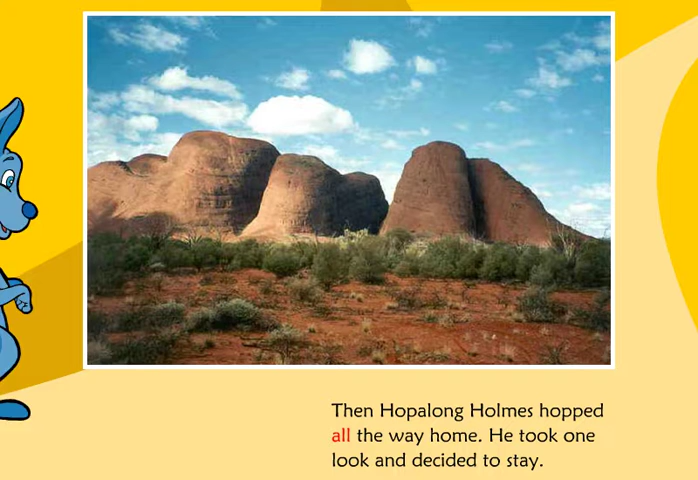 Then Hopalong Holmes hopped
all the way home. He took one
look and decided to stay.